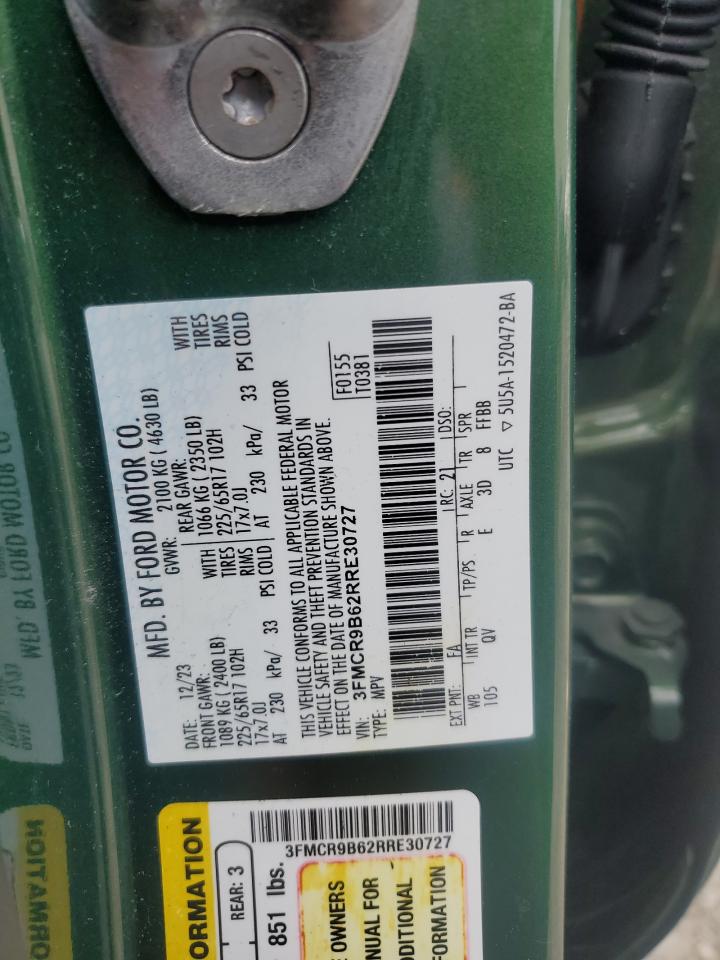 MFD. BY FORD MOTOR CO.
DATE: 12/23
GVWR: 2100 KG ( 4630 LB)
FRONT GAWR:
1089 KG ( 2400 LB)
225/65R17 102H
17x7.0J
AT 230 kPa/ 33 PSI COLD
REAR GAWR:
1066 KG ( 2350 LB)
225/65R17 102H
17x7.0J
AT 230 kPa/ 33 PSI COLD
WITH
TIRES
RIMS
WITH
TIRES
RIMS
THIS VEHICLE CONFORMS TO ALL APPLICABLE FEDERAL MOTOR
VEHICLE SAFETY AND THEFT PREVENTION STANDARDS IN
EFFECT ON THE DATE OF MANUFACTURE SHOWN ABOVE.
VIN: 3FMCR9B62RRE30727
TYPE: MPV
F0155
T0381
EXT PNT: EA RC: 21 DSO:
WB INT TR TP/PS R AXLE TR SPR
105 QV E 3D 8 FFBB
UTC ▽ 5U5A-1520472-BA
ORMATION
REAR: 3
851 lbs.
3FMCR9B62RRE30727
OWNERS
NUAL FOR
DITIONAL
FORMATION